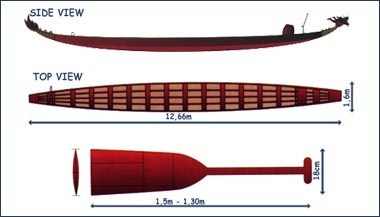 SIDE VIEW
TOP VIEW
1,6m
12,66m
18cm
1,5m - 1,30m